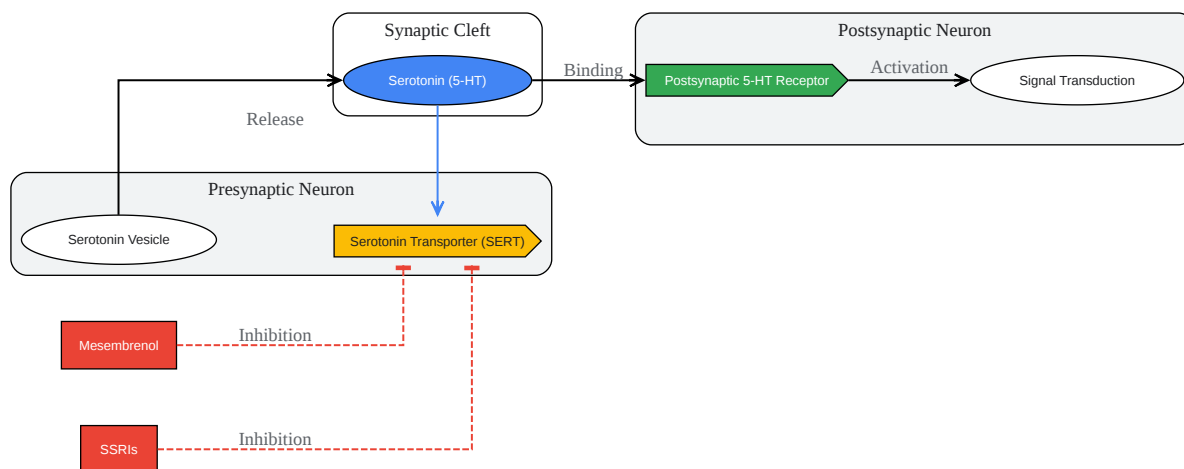 Synaptic Cleft
Postsynaptic Neuron
Serotonin (5-HT)
Binding
Postsynaptic 5-HT Receptor
Activation
Signal Transduction
Release
Presynaptic Neuron
Serotonin Vesicle
Serotonin Transporter (SERT)
Mesembrenol
Inhibition
SSRIs
Inhibition